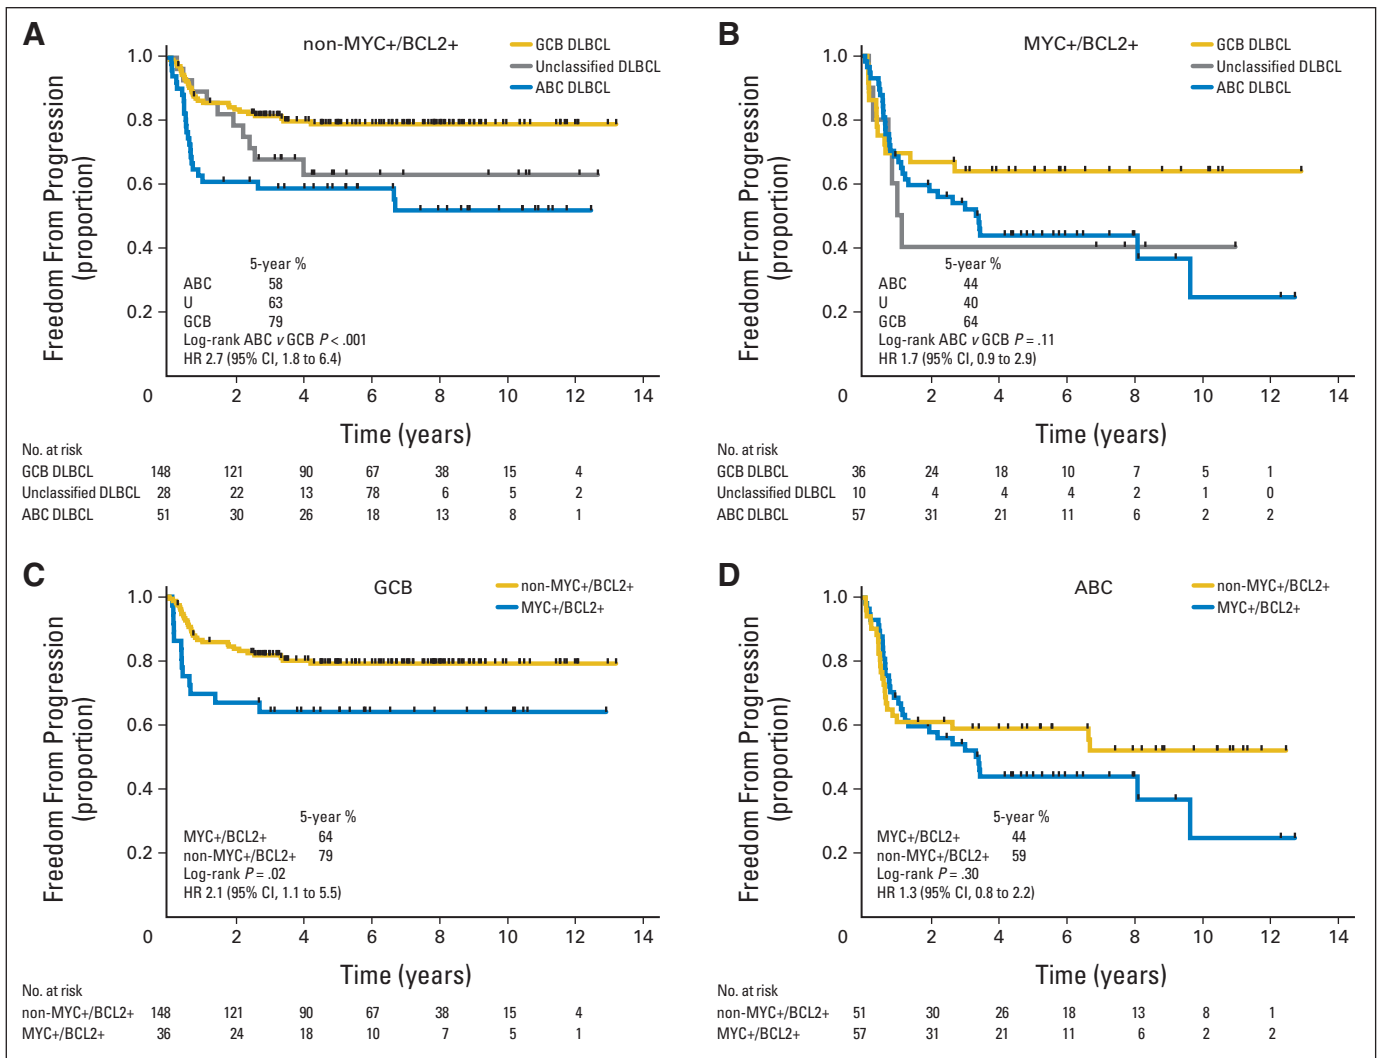 A
non-MYC+/BCL2+
GCB DLBCL
Unclassified DLBCL
ABC DLBCL
Freedom From Progression
(proportion)
1.0
0.8
0.6
0.4
0.2
5-year %
ABC 58
U 63
GCB 79
Log-rank ABC v GCB P < .001
HR 2.7 (95% CI, 1.8 to 6.4)
0 2 4 6 8 10 12 14
Time (years)
No. at risk
GCB DLBCL 148 121 90 67 38 15 4
Unclassified DLBCL 28 22 13 78 6 5 2
ABC DLBCL 51 30 26 18 13 8 1
B
MYC+/BCL2+
GCB DLBCL
Unclassified DLBCL
ABC DLBCL
Freedom From Progression
(proportion)
1.0
0.8
0.6
0.4
0.2
5-year %
ABC 44
U 40
GCB 64
Log-rank ABC v GCB P = .11
HR 1.7 (95% CI, 0.9 to 2.9)
0 2 4 6 8 10 12 14
Time (years)
No. at risk
GCB DLBCL 36 24 18 10 7 5 1
Unclassified DLBCL 10 4 4 4 2 1 0
ABC DLBCL 57 31 21 11 6 2 2
C
GCB
non-MYC+/BCL2+
MYC+/BCL2+
Freedom From Progression
(proportion)
1.0
0.8
0.6
0.4
0.2
5-year %
MYC+/BCL2+ 64
non-MYC+/BCL2+ 79
Log-rank P = .02
HR 2.1 (95% CI, 1.1 to 5.5)
0 2 4 6 8 10 12 14
Time (years)
No. at risk
non-MYC+/BCL2+ 148 121 90 67 38 15 4
MYC+/BCL2+ 36 24 18 10 7 5 1
D
ABC
non-MYC+/BCL2+
MYC+/BCL2+
Freedom From Progression
(proportion)
1.0
0.8
0.6
0.4
0.2
5-year %
MYC+/BCL2+ 44
non-MYC+/BCL2+ 59
Log-rank P = .30
HR 1.3 (95% CI, 0.8 to 2.2)
0 2 4 6 8 10 12 14
Time (years)
No. at risk
non-MYC+/BCL2+ 51 30 26 18 13 8 1
MYC+/BCL2+ 57 31 21 11 6 2 2